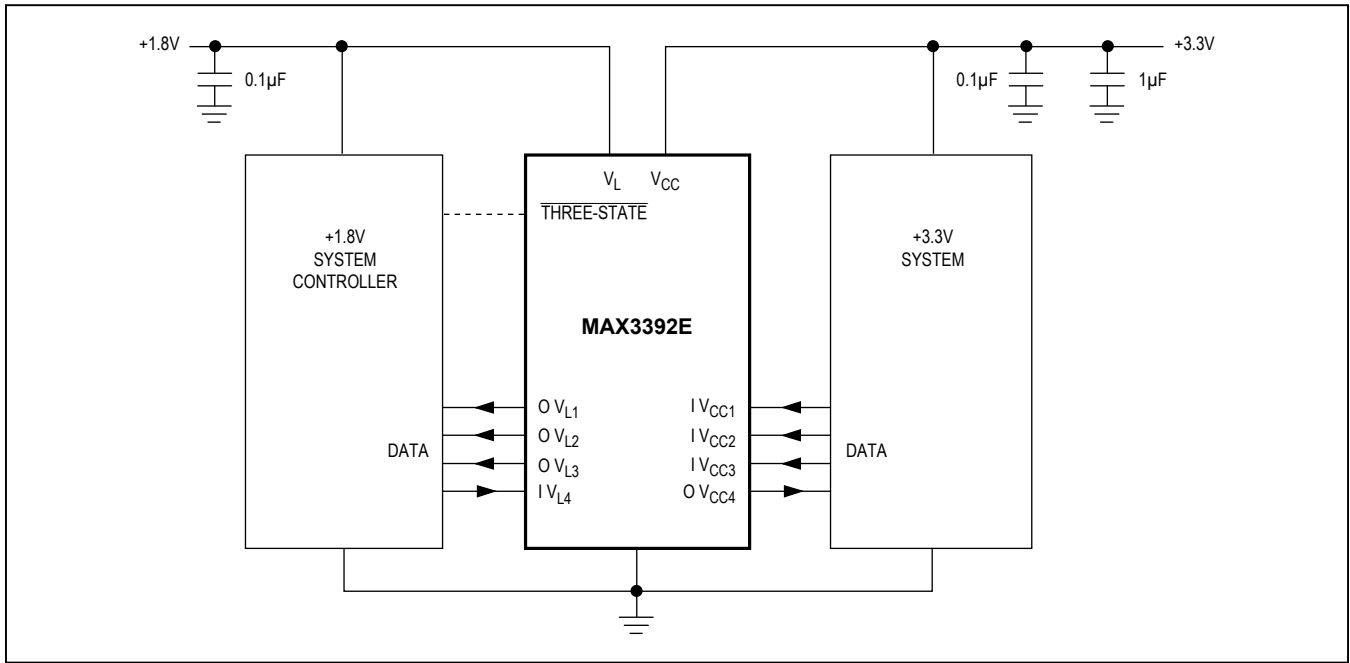 +1.8V
+3.3V
0.1µF
0.1µF
1µF
V_L
V_CC
THREE-STATE
+1.8V
SYSTEM
CONTROLLER
+3.3V
SYSTEM
MAX3392E
O V_L1
I V_CC1
O V_L2
I V_CC2
DATA
DATA
O V_L3
I V_CC3
I V_L4
O V_CC4